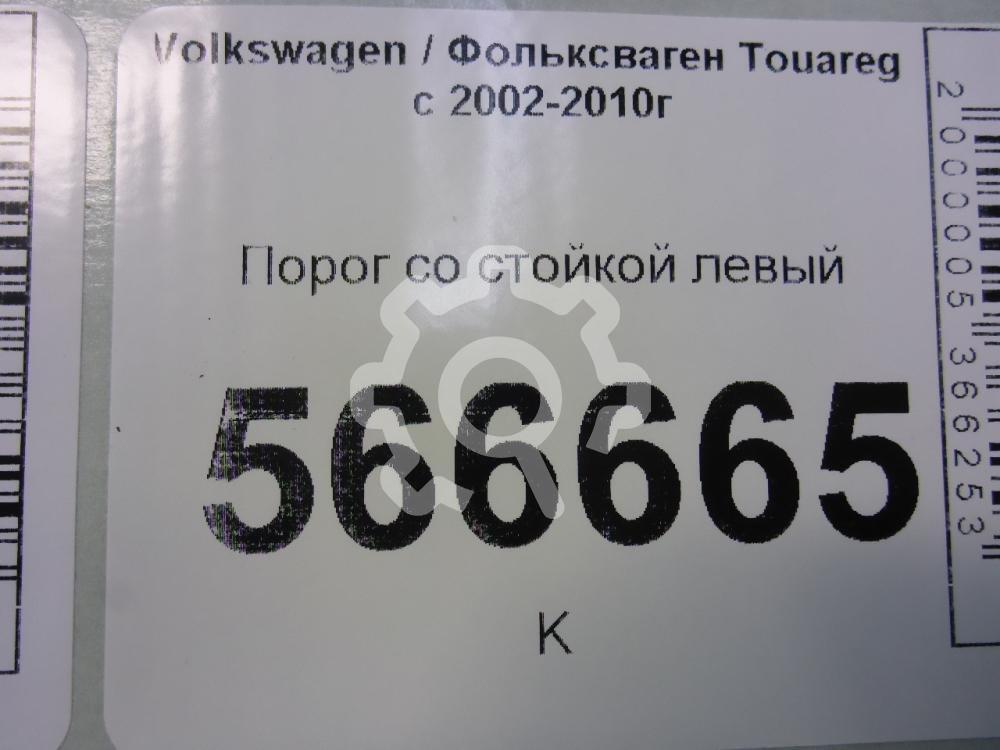 Volkswagen / Фольксваген Touareg
с 2002-2010г
Порог со стойкой левый
566665
К
2000005366253